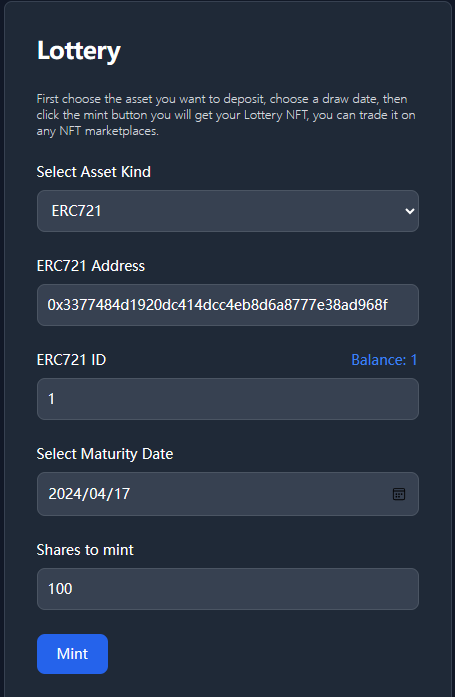 Lottery
First choose the asset you want to deposit, choose a draw date, then
click the mint button you will get your Lottery NFT, you can trade it on
any NFT marketplaces.
Select Asset Kind
ERC721
ERC721 Address
0x3377484d1920dc414dcc4eb8d6a8777e38ad968f
ERC721 ID Balance: 1
1
Select Maturity Date
2024/04/17
Shares to mint
100
Mint